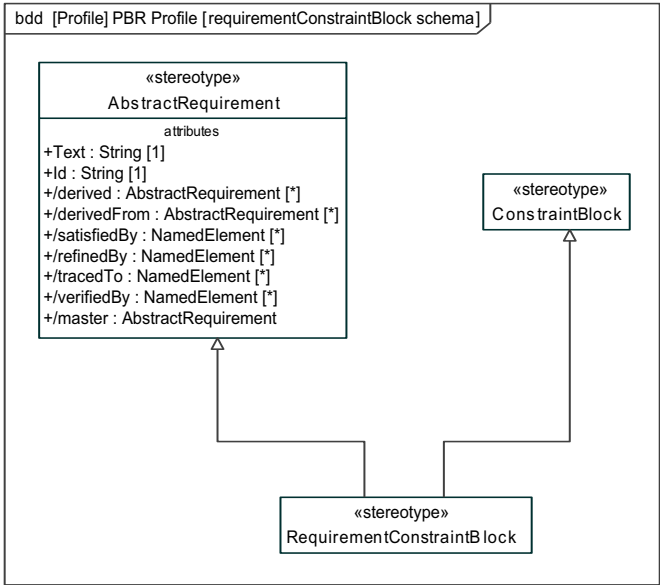 bdd [Profile] PBR Profile [requirementConstraintBlock schema]
«stereotype»
AbstractRequirement
attributes
+Text : String [1]
+Id : String [1]
+/derived : AbstractRequirement [*]
+/derivedFrom : AbstractRequirement [*]
+/satisfiedBy : NamedElement [*]
+/refinedBy : NamedElement [*]
+/tracedTo : NamedElement [*]
+/verifiedBy : NamedElement [*]
+/master : AbstractRequirement
«stereotype»
ConstraintBlock
«stereotype»
RequirementConstraintBlock